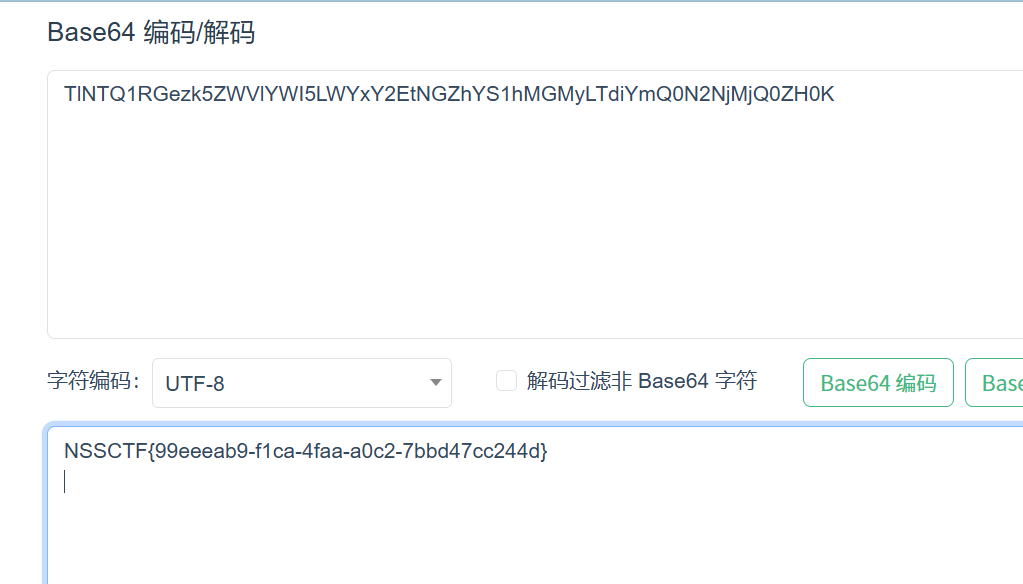 Base64 编码/解码
TlNTQ1RGezk5ZWVlYWI5LWYxY2EtNGZhYS1hMGMyLTdiYmQ0N2NjMjQ0ZH0K
字符编码: UTF-8 解码过滤非 Base64 字符 Base64 编码 Base
NSSCTF{99eeeab9-f1ca-4faa-a0c2-7bbd47cc244d}